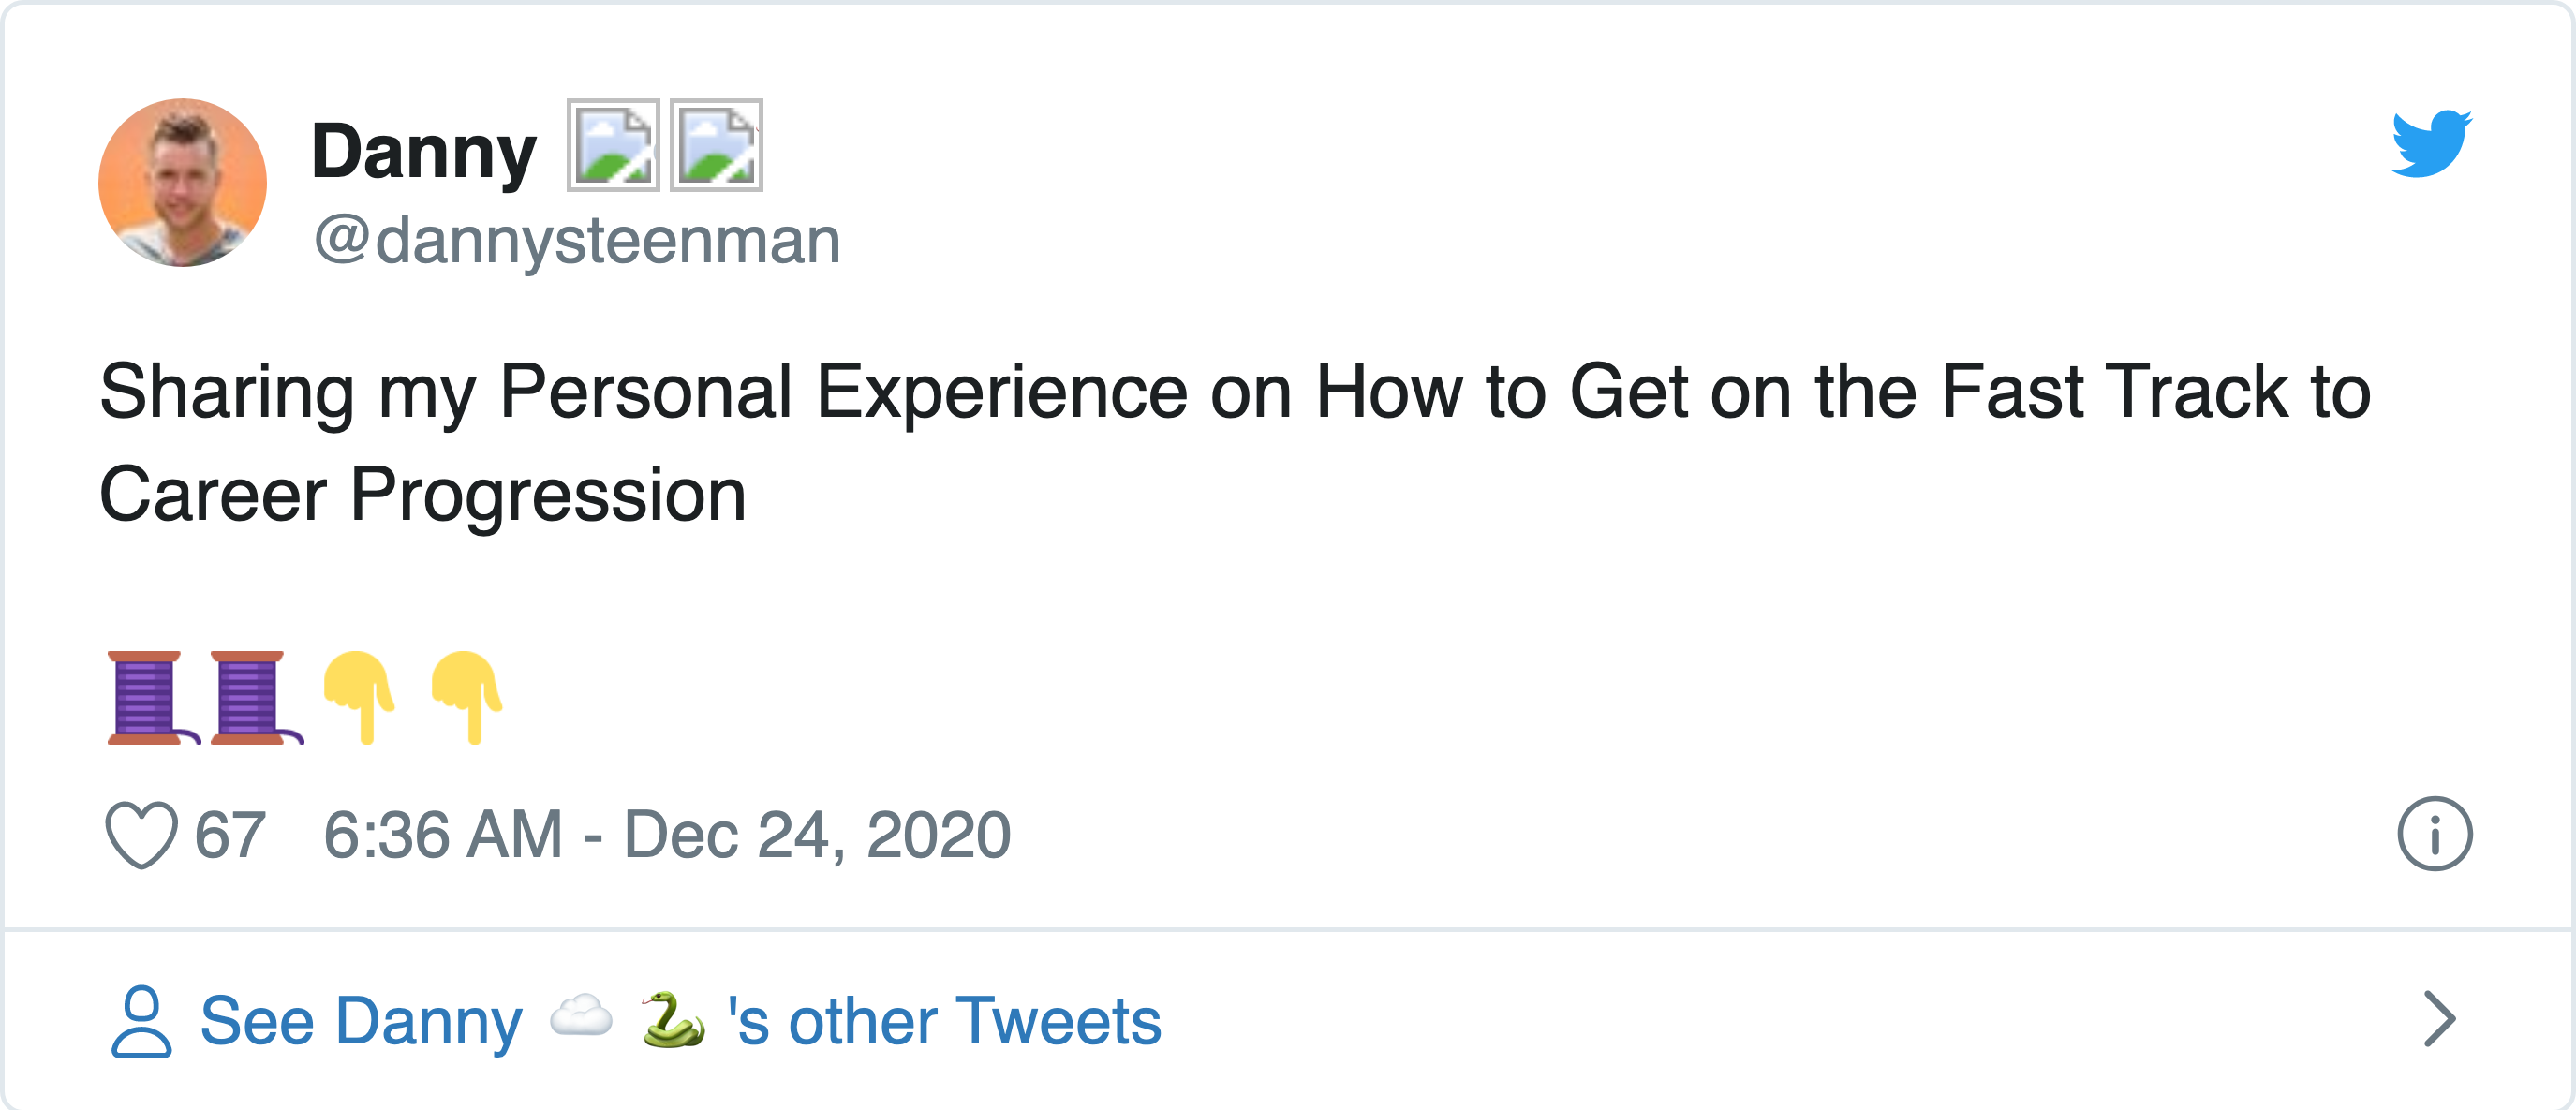 Danny
@dannysteenman
Sharing my Personal Experience on How to Get on the Fast Track to
Career Progression
🧵🧵👇👇
67 6:36 AM - Dec 24, 2020
See Danny ☁️ 🐍 's other Tweets